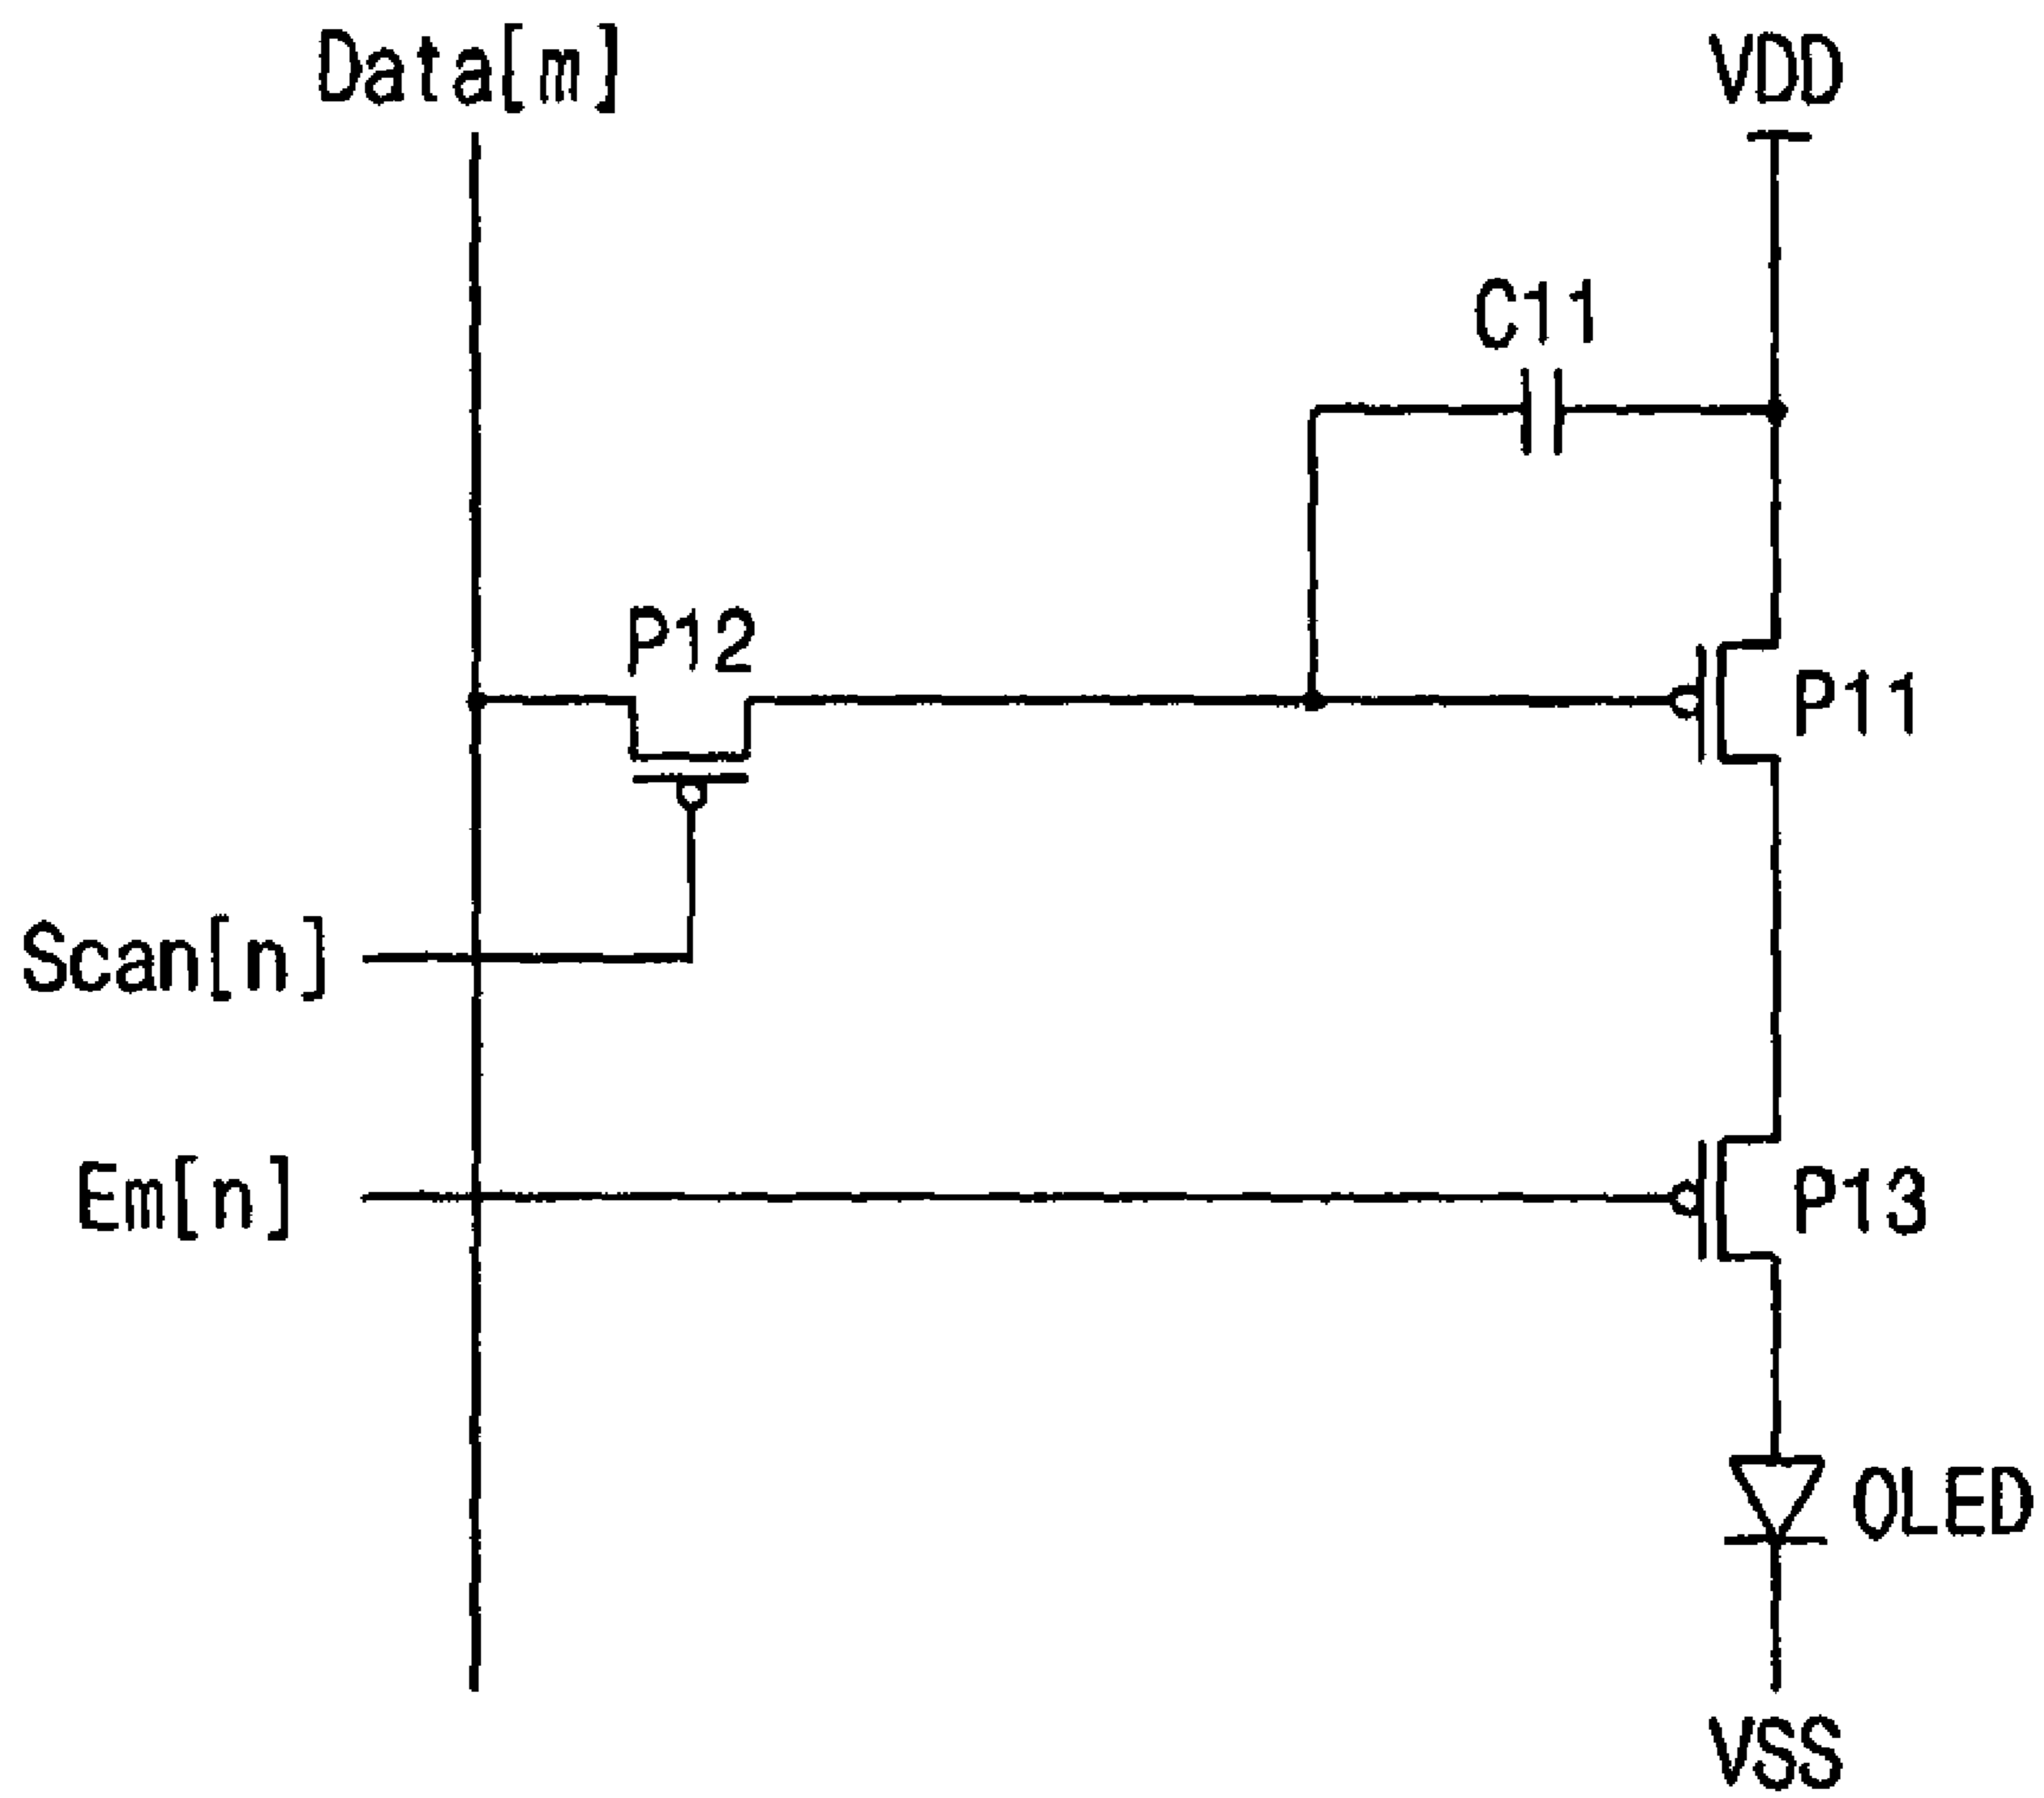 Data[m]
VDD
C11
P12
P11
Scan[n]
Em[n]
P13
OLED
VSS